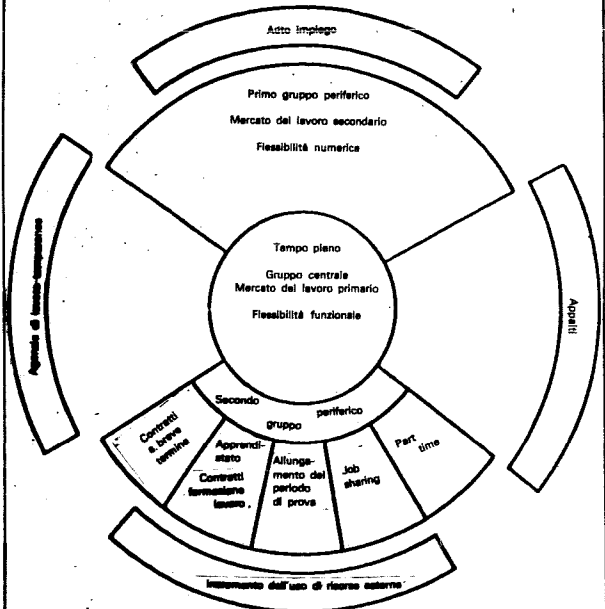 Auto impiego
Primo gruppo periferico
Mercato del lavoro secondario
Flessibilità numerica
Agenzie di lavoro temporaneo
Appalti
Tempo pieno
Gruppo centrale
Mercato del lavoro primario
Flessibilità funzionale
Secondo
gruppo
periferico
Contratti
a breve
termine
Apprendi-
stato
Contratti
formazione
lavoro
Allunga-
mento del
periodo
di prova
Job
sharing
Part
time
Incremento dell'uso di risorse esterne